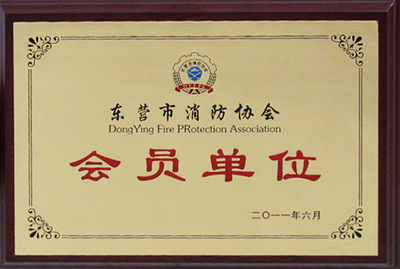 东营市消防协会
DongYing Fire PRotection Association
会员单位
二〇一一年六月